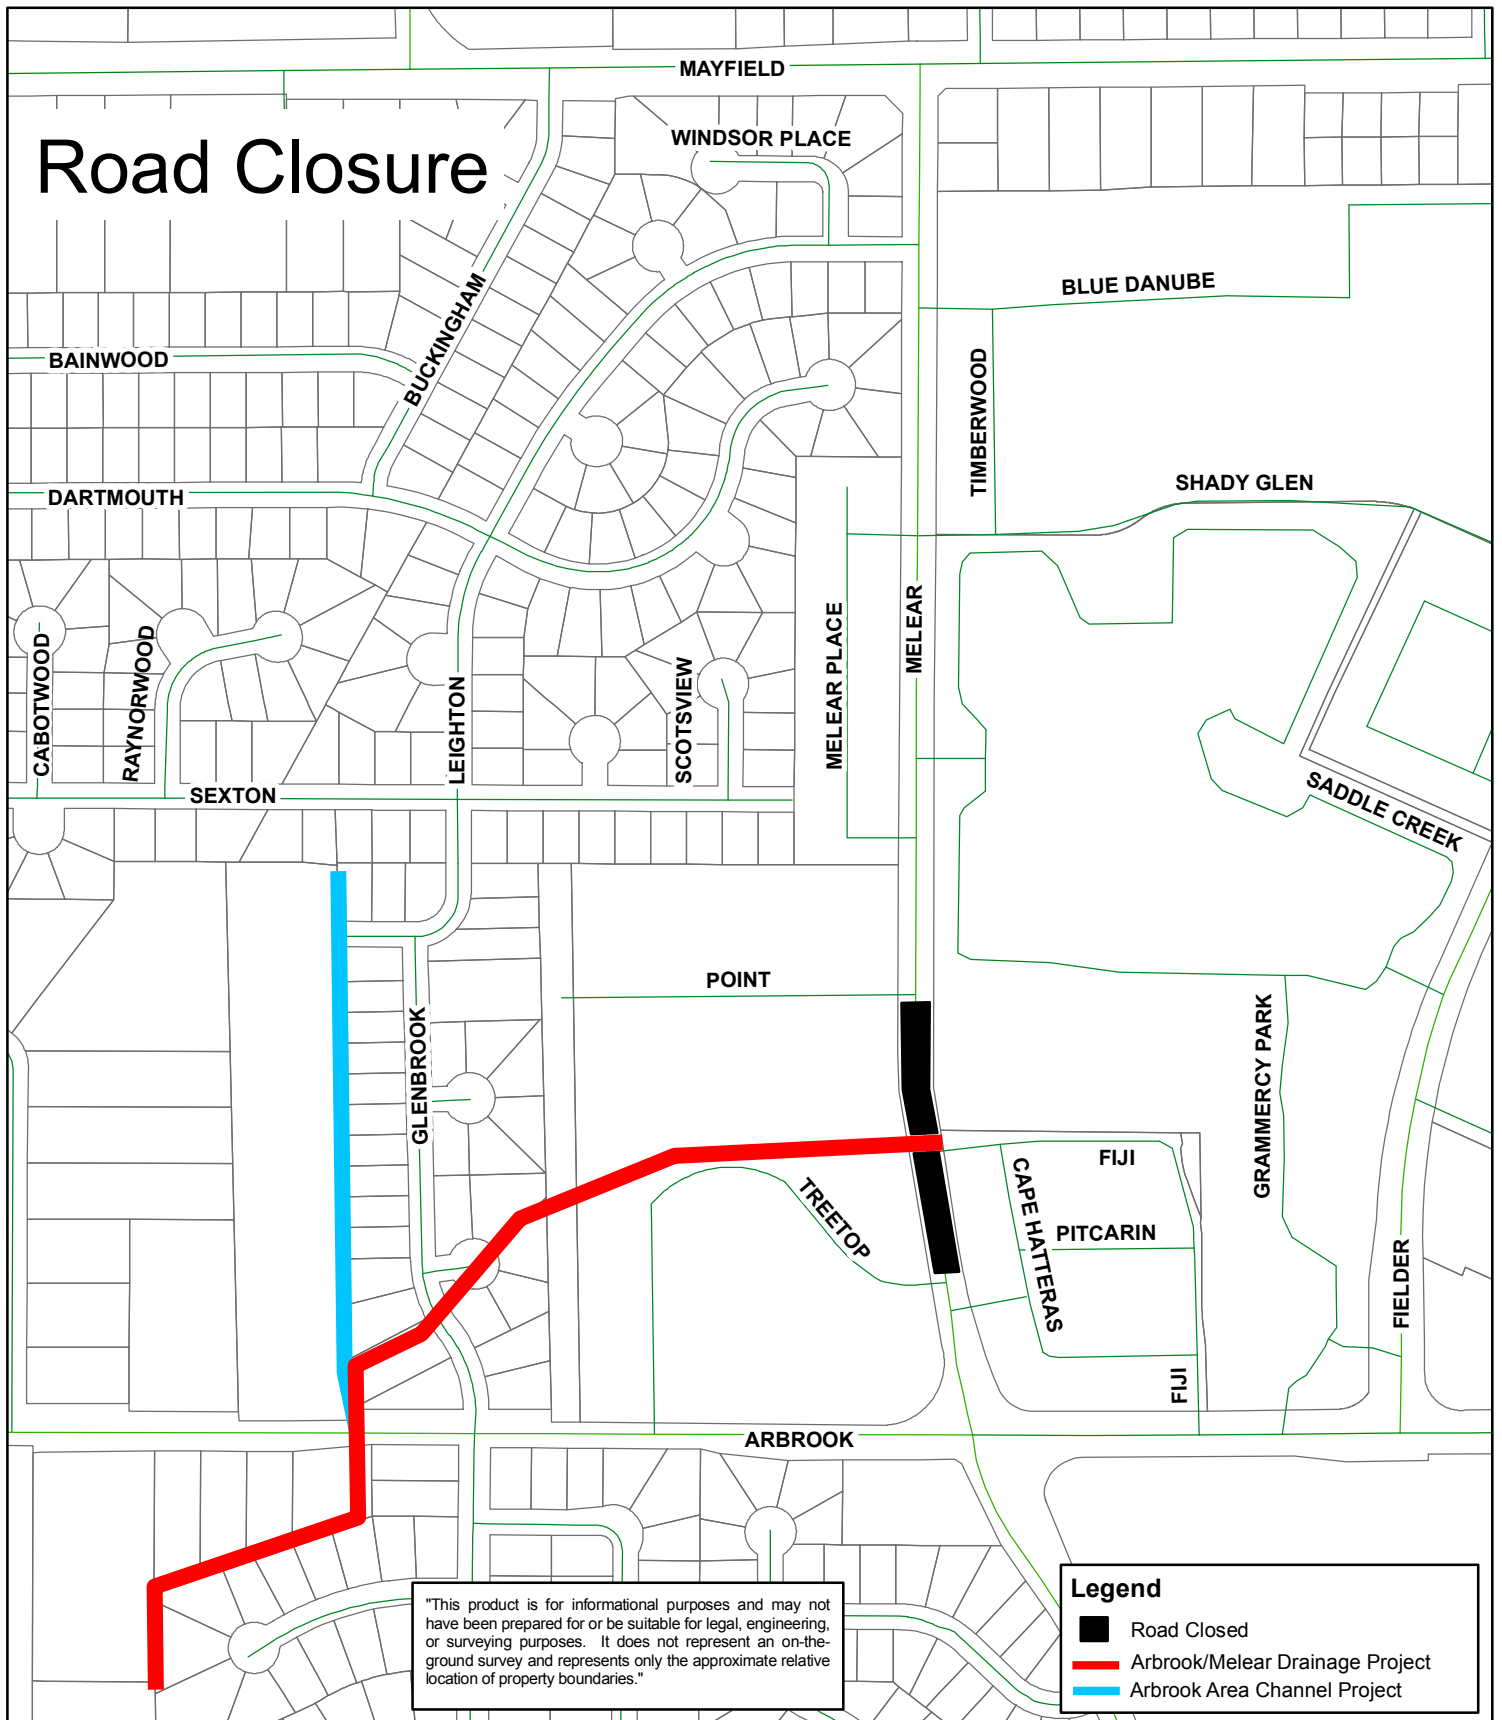 MAYFIELD
Road Closure
WINDSOR PLACE
BLUE DANUBE
BUCKINGHAM
BAINWOOD
TIMBERWOOD
SHADY GLEN
DARTMOUTH
MELEAR
MELEAR PLACE
CABOTWOOD
RAYNORWOOD
LEIGHTON
SCOTSVIEW
SEXTON
SADDLE CREEK
POINT
GLENBROOK
GRAMMERCY PARK
FIJI
CAPE HATTERAS
TREETOP
PITCARIN
FIELDER
FIJI
ARBROOK
"This product is for informational purposes and may not
have been prepared for or be suitable for legal, engineering,
or surveying purposes. It does not represent an on-the-
ground survey and represents only the approximate relative
location of property boundaries."
Legend
Road Closed
Arbrook/Melear Drainage Project
Arbrook Area Channel Project